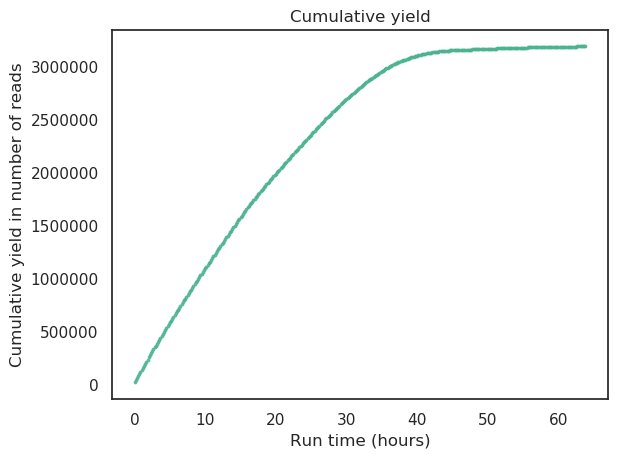 Cumulative yield
Cumulative yield in number of reads
3000000
2500000
2000000
1500000
1000000
500000
0
0 10 20 30 40 50 60
Run time (hours)